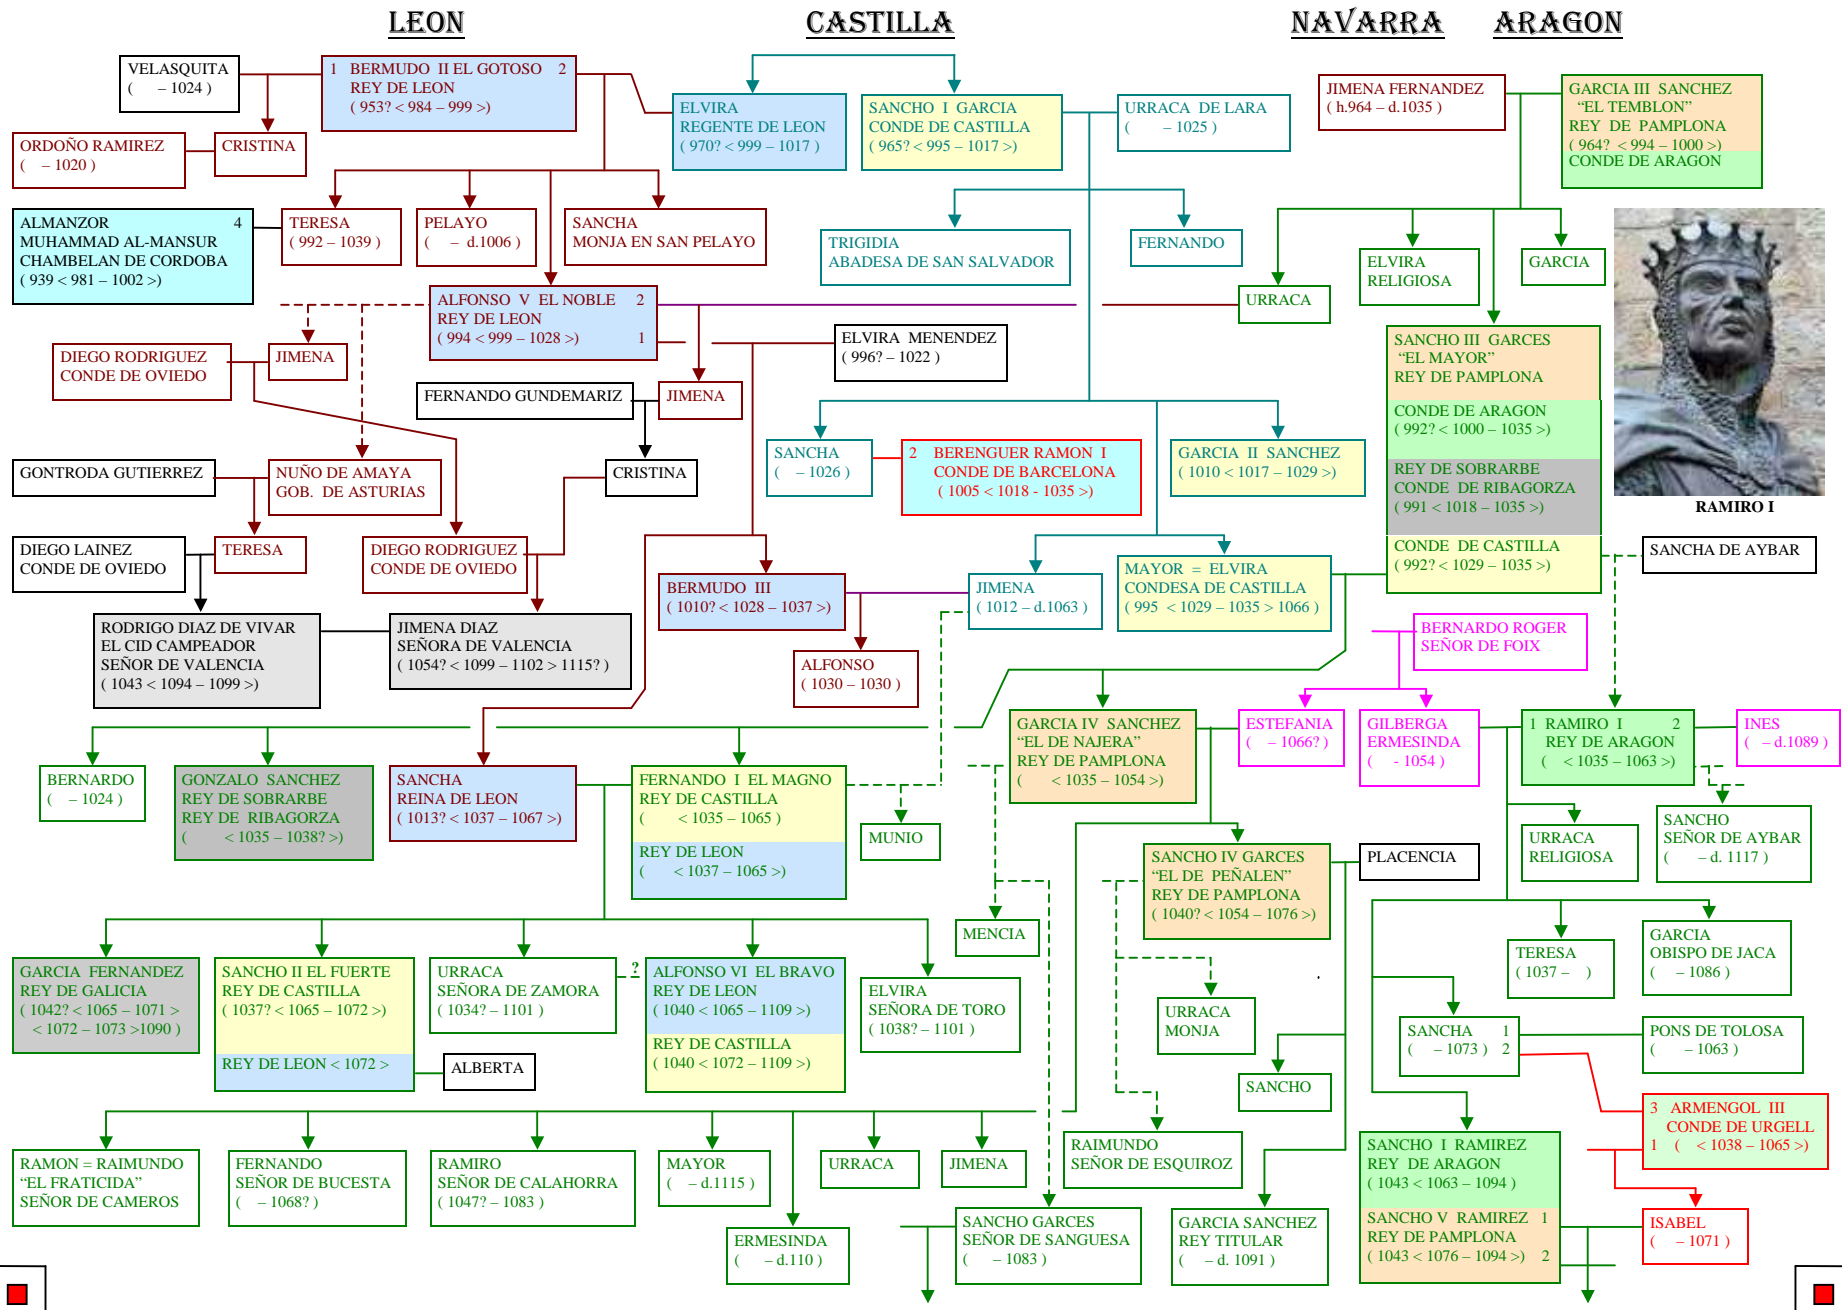 LEON
CASTILLA
NAVARRA
ARAGON
VELASQUITA
( – 1024 )
1 BERMUDO II EL GOTOSO 2
REY DE LEON
( 953? < 984 – 999 >)
ELVIRA
REGENTE DE LEON
( 970? < 999 – 1017 )
SANCHO I GARCIA
CONDE DE CASTILLA
( 965? < 995 – 1017 >)
URRACA DE LARA
( – 1025 )
JIMENA FERNANDEZ
( h.964 – d.1035 )
GARCIA III SANCHEZ
“EL TEMBLON”
REY DE PAMPLONA
(964? < 994 – 1000 >)
CONDE DE ARAGON
ORDOÑO RAMIREZ
( – 1020 )
CRISTINA
ALMANZOR 4
MUHAMMAD AL-MANSUR
CHAMBELAN DE CORDOBA
( 939 < 981 – 1002 >)
TERESA
( 992 – 1039 )
PELAYO
( – d.1006 )
SANCHA
MONJA EN SAN PELAYO
TRIGIDIA
ABADESA DE SAN SALVADOR
FERNANDO
ELVIRA
RELIGIOSA
GARCIA
ALFONSO V EL NOBLE 2
REY DE LEON
( 994 < 999 – 1028 >) 1
URRACA
ELVIRA MENENDEZ
( 996? – 1022 )
SANCHO III GARCES
“EL MAYOR”
REY DE PAMPLONA
CONDE DE ARAGON
(992? < 1000 – 1035 >)
REY DE SOBRARBE
CONDE DE RIBAGORZA
( 991 < 1018 – 1035 >)
CONDE DE CASTILLA
(992? < 1029 – 1035 >)
RAMIRO I
DIEGO RODRIGUEZ
CONDE DE OVIEDO
JIMENA
FERNANDO GUNDEMARIZ
JIMENA
SANCHA
( – 1026 )
2 BERENGUER RAMON I
CONDE DE BARCELONA
( 1005 < 1018 - 1035 >)
GARCIA II SANCHEZ
( 1010 < 1017 – 1029 >)
GONTRODA GUTIERREZ
NUÑO DE AMAYA
GOB. DE ASTURIAS
CRISTINA
DIEGO LAINEZ
CONDE DE OVIEDO
TERESA
DIEGO RODRIGUEZ
CONDE DE OVIEDO
SANCHA DE AYBAR
BERMUDO III
( 1010? < 1028 – 1037 >)
JIMENA
( 1012 – d.1063 )
MAYOR = ELVIRA
CONDESA DE CASTILLA
( 995 < 1029 – 1035 > 1066 )
RODRIGO DIAZ DE VIVAR
EL CID CAMPEADOR
SEÑOR DE VALENCIA
( 1043 < 1094 – 1099 >)
JIMENA DIAZ
SEÑORA DE VALENCIA
( 1054? < 1099 – 1102 > 1115? )
ALFONSO
( 1030 – 1030 )
BERNARDO ROGER
SEÑOR DE FOIX
GARCIA IV SANCHEZ
“EL DE NAJERA”
REY DE PAMPLONA
( < 1035 – 1054 >)
ESTEFANIA
( – 1066? )
GILBERGA
ERMESINDA
( - 1054 )
1 RAMIRO I 2
REY DE ARAGON
( < 1035 – 1063 >)
INES
( – d.1089 )
BERNARDO
( – 1024 )
GONZALO SANCHEZ
REY DE SOBRARBE
REY DE RIBAGORZA
( < 1035 – 1038? >)
SANCHA
REINA DE LEON
( 1013? < 1037 – 1067 >)
FERNANDO I EL MAGNO
REY DE CASTILLA
( < 1035 – 1065 )
REY DE LEON
( < 1037 – 1065 >)
MUNIO
URRACA
RELIGIOSA
SANCHO
SEÑOR DE AYBAR
( – d. 1117 )
SANCHO IV GARCES
“EL DE PEÑALEN”
REY DE PAMPLONA
( 1040? < 1054 – 1076 >)
PLACENCIA
MENCIA
TERESA
( 1037 – )
GARCIA
OBISPO DE JACA
( – 1086 )
GARCIA FERNANDEZ
REY DE GALICIA
( 1042? < 1065 – 1071 >
< 1072 – 1073 >1090 )
SANCHO II EL FUERTE
REY DE CASTILLA
( 1037? < 1065 – 1072 >)
REY DE LEON < 1072 >
ALBERTA
URRACA
SEÑORA DE ZAMORA
( 1034? – 1101 )
?
ALFONSO VI EL BRAVO
REY DE LEON
( 1040 < 1065 – 1109 >)
REY DE CASTILLA
( 1040 < 1072 – 1109 >)
ELVIRA
SEÑORA DE TORO
( 1038? – 1101 )
URRACA
MONJA
SANCHO
SANCHA 1
( – 1073 ) 2
PONS DE TOLOSA
( – 1063 )
3 ARMENGOL III
CONDE DE URGELL
1 ( < 1038 – 1065 >)
RAMON = RAIMUNDO
“EL FRATICIDA”
SEÑOR DE CAMEROS
FERNANDO
SEÑOR DE BUCESTA
( – 1068? )
RAMIRO
SEÑOR DE CALAHORRA
( 1047? – 1083 )
MAYOR
( – d.1115 )
URRACA
JIMENA
RAIMUNDO
SEÑOR DE ESQUIROZ
SANCHO I RAMIREZ
REY DE ARAGON
( 1043 < 1063 – 1094 )
SANCHO V RAMIREZ 1
REY DE PAMPLONA
( 1043 < 1076 – 1094 >) 2
ERMESINDA
( – d.110 )
SANCHO GARCES
SEÑOR DE SANGUESA
( – 1083 )
GARCIA SANCHEZ
REY TITULAR
( – d. 1091 )
ISABEL
( – 1071 )